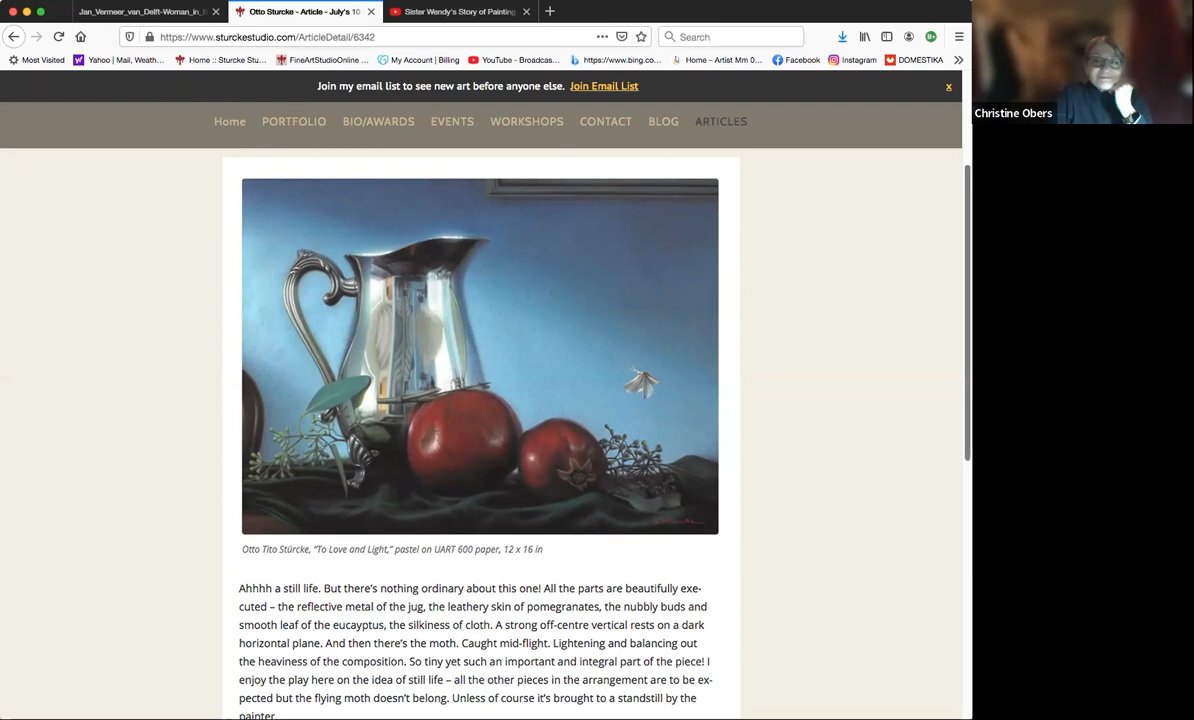 Jan_Vermeer_van_Delft-Woman_in_
Otto Sturcke - Article - July's 10
Sister Wendy's Story of Painting
https://www.sturckestudio.com/ArticleDetail/6342
Search
Most Visited
Yahoo | Mail, Weath...
Home :: Sturcke Stu...
FineArtStudioOnline ...
My Account | Billing
YouTube - Broadcas...
https://www.bing.co...
Home – Artist Mm 0...
Facebook
Instagram
DOMESTIKA
Christine Obers
Join my email list to see new art before anyone else. Join Email List
x
Home PORTFOLIO BIO/AWARDS EVENTS WORKSHOPS CONTACT BLOG ARTICLES
Otto Tito Stürcke, "To Love and Light," pastel on UART 600 paper, 12 x 16 in
Ahhhh a still life. But there's nothing ordinary about this one! All the parts are beautifully exe-
cuted – the reflective metal of the jug, the leathery skin of pomegranates, the nubbly buds and
smooth leaf of the eucayptus, the silkiness of cloth. A strong off-centre vertical rests on a dark
horizontal plane. And then there's the moth. Caught mid-flight. Lightening and balancing out
the heaviness of the composition. So tiny yet such an important and integral part of the piece! I
enjoy the play here on the idea of still life – all the other pieces in the arrangement are to be ex-
pected but the flying moth doesn't belong. Unless of course it's brought to a standstill by the
painter.